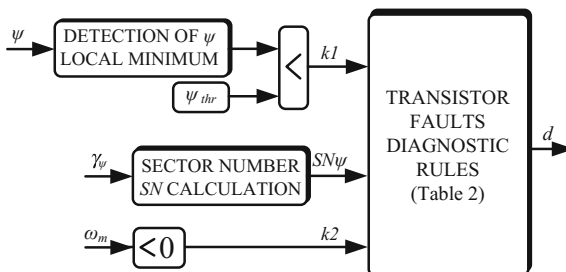 ψ
DETECTION OF ψ
LOCAL MINIMUM
<
k1
ψ thr
TRANSISTOR
FAULTS
DIAGNOSTIC
RULES
(Table 2)
d
γψ
SECTOR NUMBER
SN CALCULATION
SNψ
ωm
<0
k2